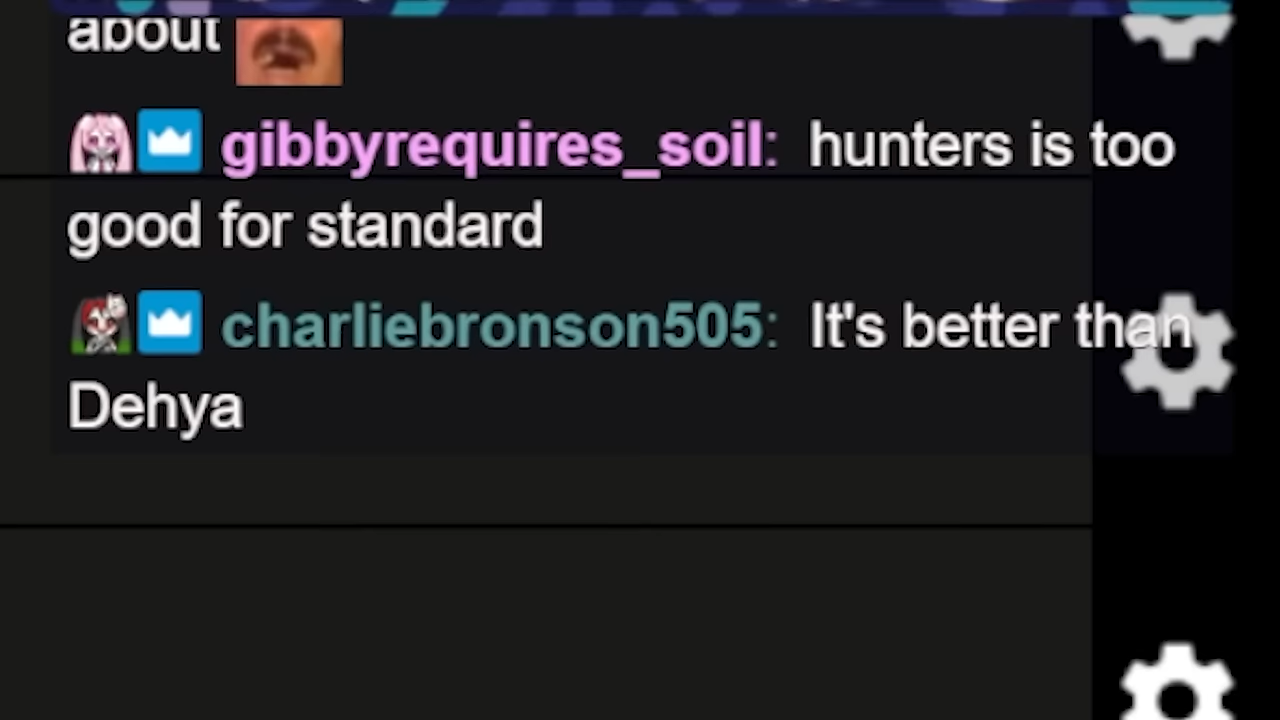 about
gibbyrequires_soil: hunters is too
good for standard
charliebronson505: It's better than
Dehya